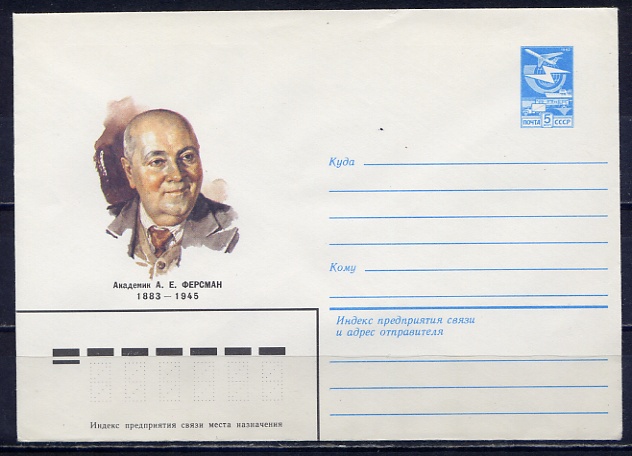 ПОЧТА 5 СССР
Куда
Кому
Академик А. Е. ФЕРСМАН
1883—1945
Индекс предприятия связи
и адрес отправителя
Индекс предприятия связи места назначения